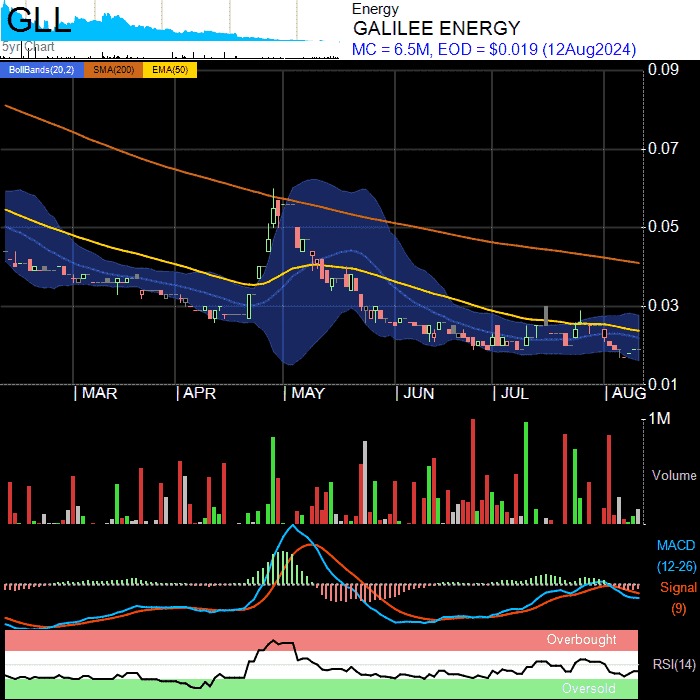 GLL
5yr Chart
Energy
GALILEE ENERGY
MC = 6.5M, EOD = $0.019 (12Aug2024)
BollBands(20,2) SMA(200) EMA(50)
0.09
0.07
0.05
0.03
0.01
| MAR | APR | MAY | JUN | JUL | AUG
1M
Volume
MACD
(12-26)
Signal
(9)
Overbought
RSI(14)
Oversold